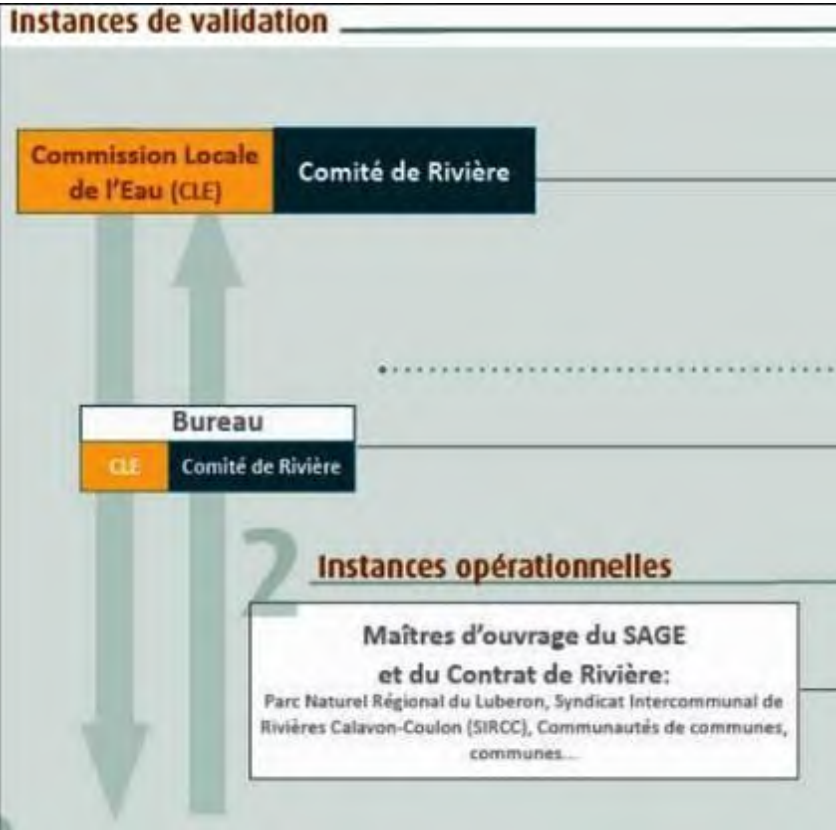 Instances de validation
Commission Locale
de l'Eau (CLE)
Comité de Rivière
Bureau
CLE
Comité de Rivière
2
Instances opérationnelles
Maîtres d'ouvrage du SAGE
et du Contrat de Rivière:
Parc Naturel Régional du Luberon, Syndicat Intercommunal de
Rivières Calavon-Coulon (SIRCC), Communautés de communes,
communes...